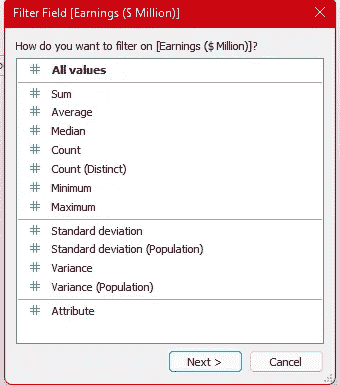 Filter Field [Earnings ($ Million)]
How do you want to filter on [Earnings ($ Million)]?
# All values
# Sum
# Average
# Median
# Count
# Count (Distinct)
# Minimum
# Maximum
# Standard deviation
# Standard deviation (Population)
# Variance
# Variance (Population)
# Attribute
Next >
Cancel